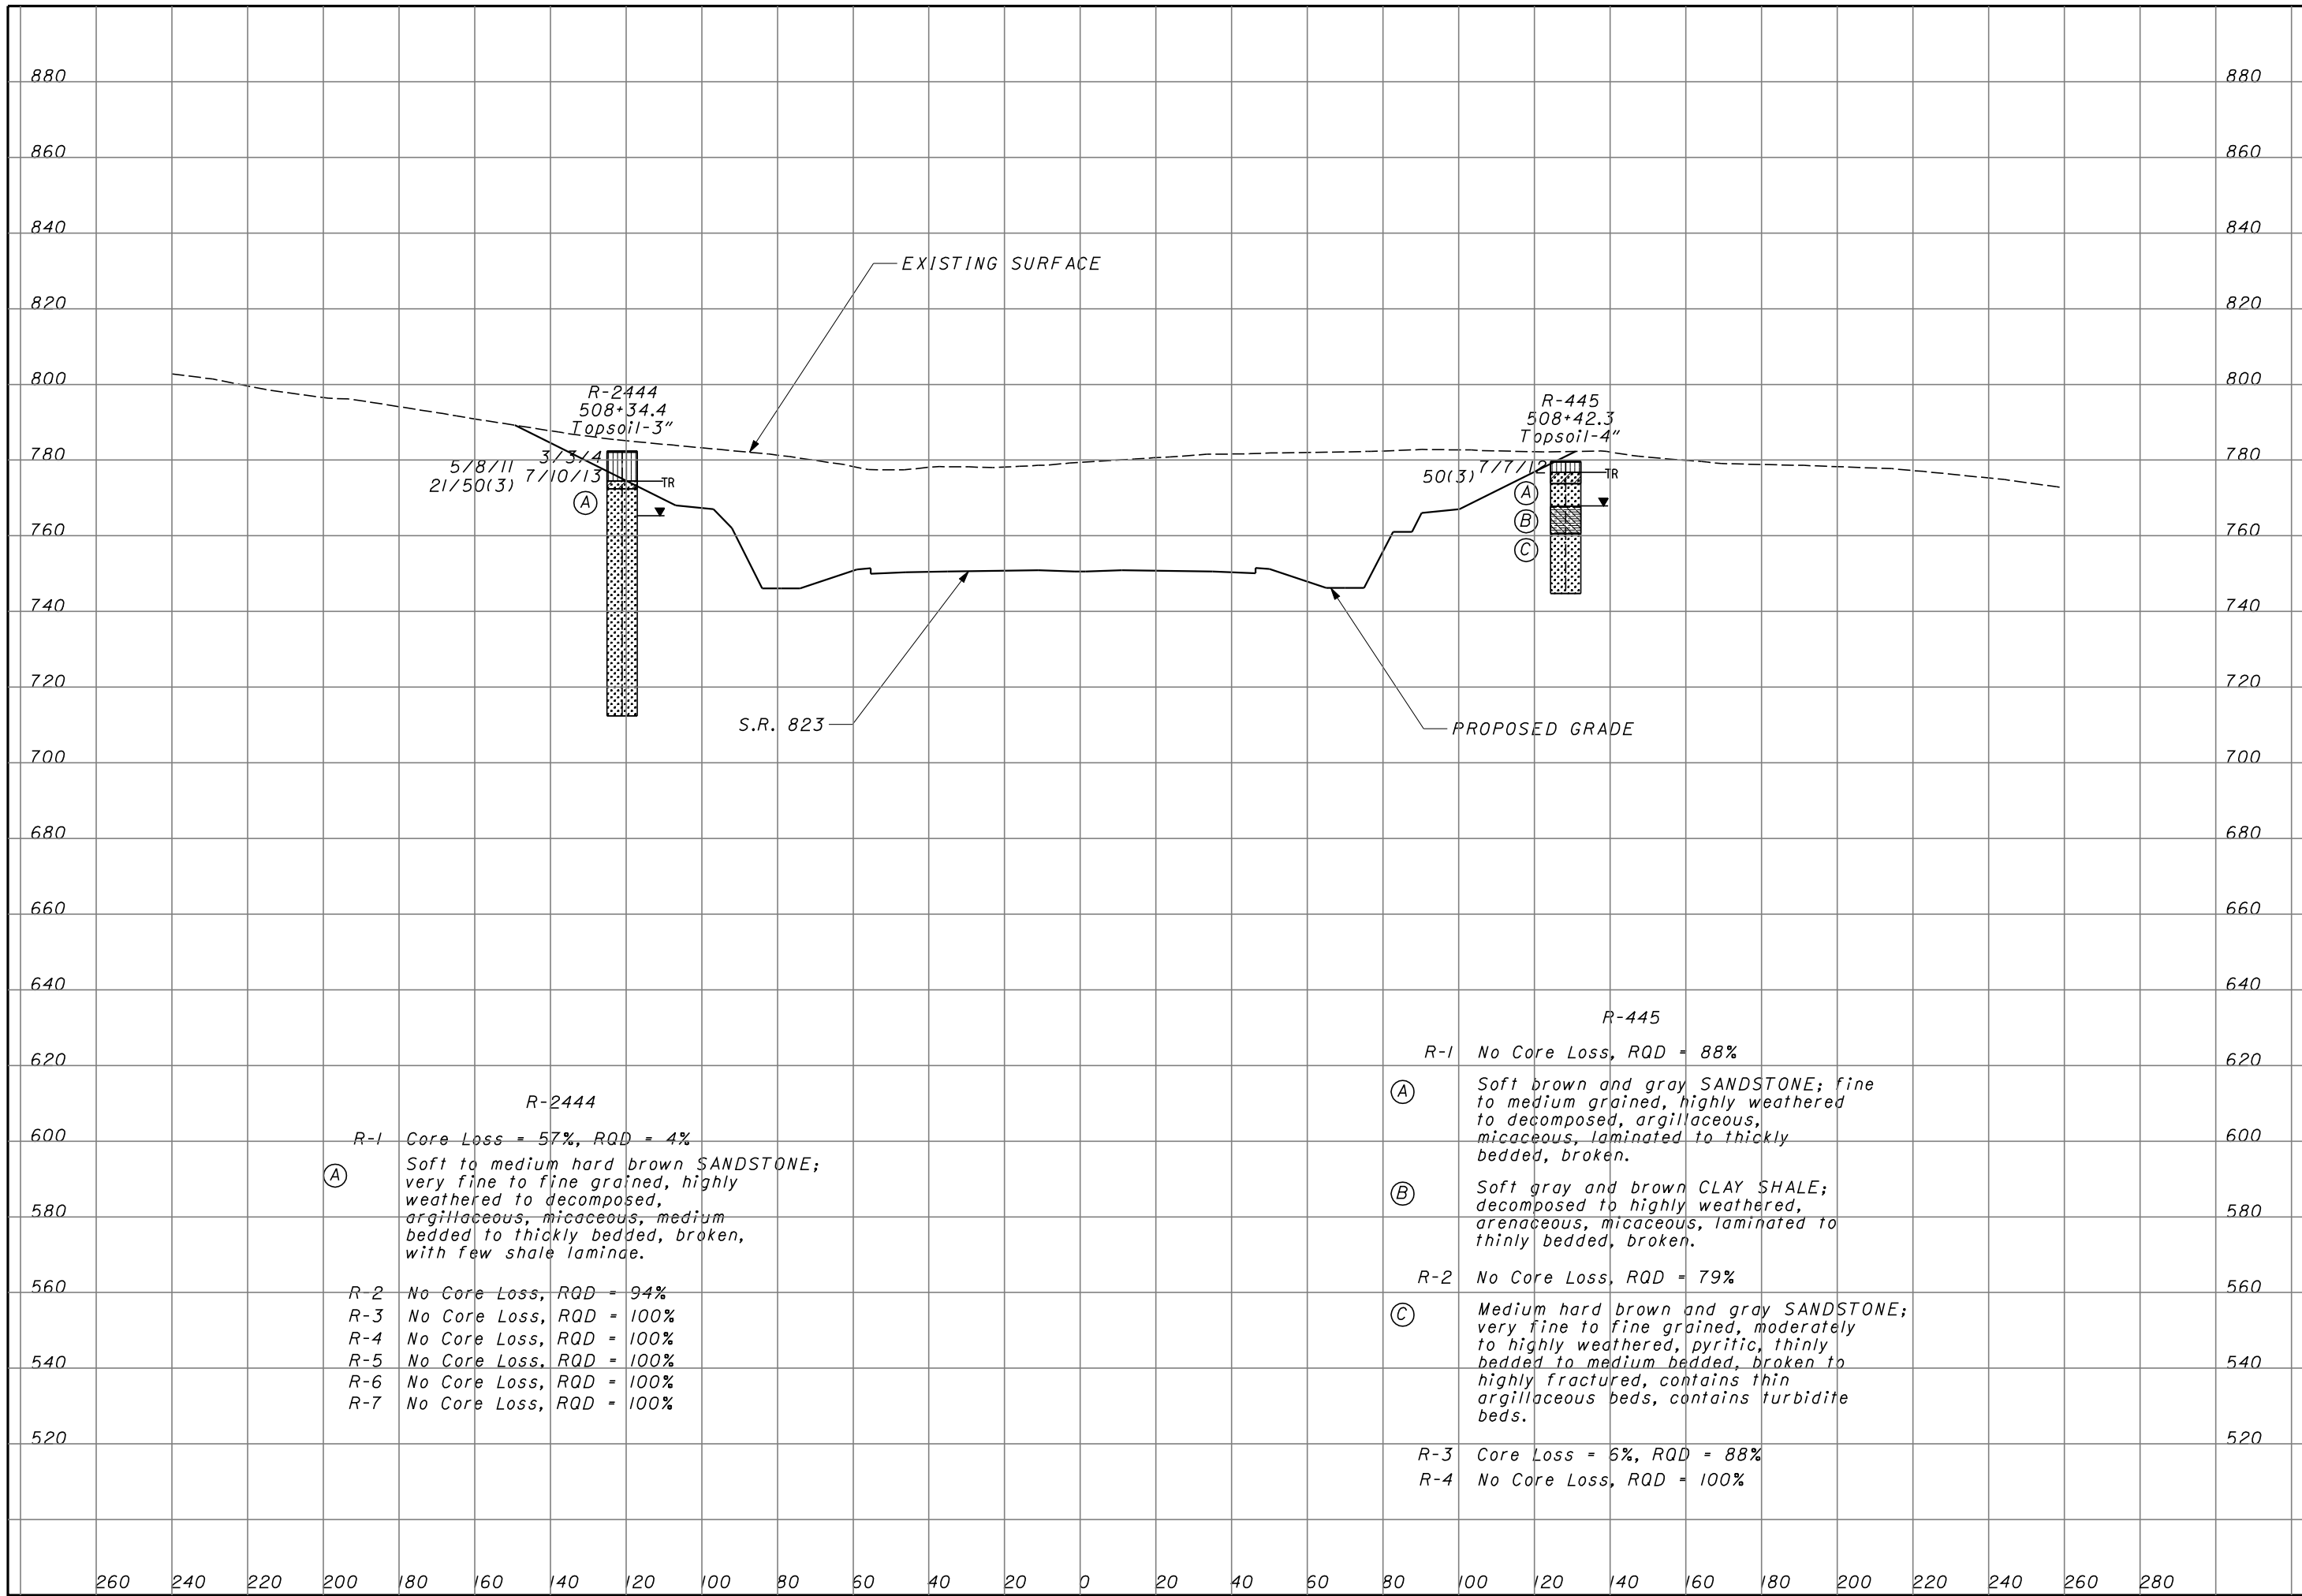 880 880
860 860
840 840
EXISTING SURFACE
820 820
800 800
R-2444
508+34.4
Topsoil-3"
R-445
508+42.3
Topsoil-4"
780 780
3/3/4
5/8/11
7/10/13
21/50(3)
TR
A
7/7/12
50(3)
TR
A
B
C
760 760
740 740
720 720
S.R. 823
PROPOSED GRADE
700 700
680 680
660 660
640 640
620 620
600 600
580 580
560 560
540 540
520 520
R-2444
R-1 Core Loss = 57%, RQD = 4%
A Soft to medium hard brown SANDSTONE;
very fine to fine grained, highly
weathered to decomposed,
argillaceous, micaceous, medium
bedded to thickly bedded, broken,
with few shale laminae.
R-2 No Core Loss, RQD = 94%
R-3 No Core Loss, RQD = 100%
R-4 No Core Loss, RQD = 100%
R-5 No Core Loss, RQD = 100%
R-6 No Core Loss, RQD = 100%
R-7 No Core Loss, RQD = 100%
R-445
R-1 No Core Loss, RQD = 88%
A Soft brown and gray SANDSTONE; fine
to medium grained, highly weathered
to decomposed, argillaceous,
micaceous, laminated to thickly
bedded, broken.
B Soft gray and brown CLAY SHALE;
decomposed to highly weathered,
arenaceous, micaceous, laminated to
thinly bedded, broken.
R-2 No Core Loss, RQD = 79%
C Medium hard brown and gray SANDSTONE;
very fine to fine grained, moderately
to highly weathered, pyritic, thinly
bedded to medium bedded, broken to
highly fractured, contains thin
argillaceous beds, contains turbidite
beds.
R-3 Core Loss = 6%, RQD = 88%
R-4 No Core Loss, RQD = 100%
260 240 220 200 180 160 140 120 100 80 60 40 20 0 20 40 60 80 100 120 140 160 180 200 220 240 260 280